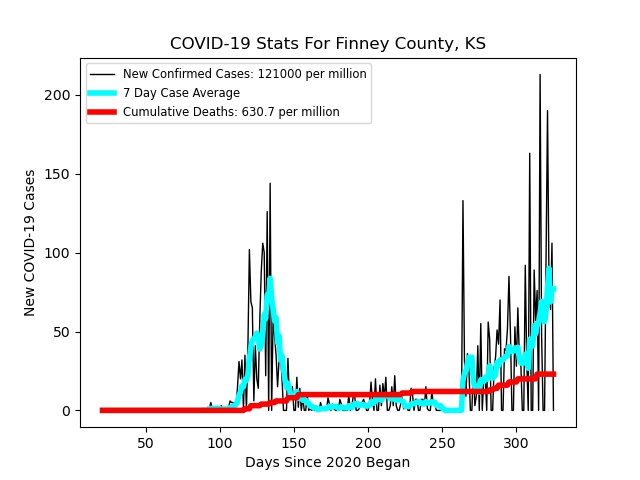 COVID-19 Stats For Finney County, KS
New Confirmed Cases: 121000 per million
7 Day Case Average
Cumulative Deaths: 630.7 per million
New COVID-19 Cases
200
150
100
50
0
50 100 150 200 250 300
Days Since 2020 Began